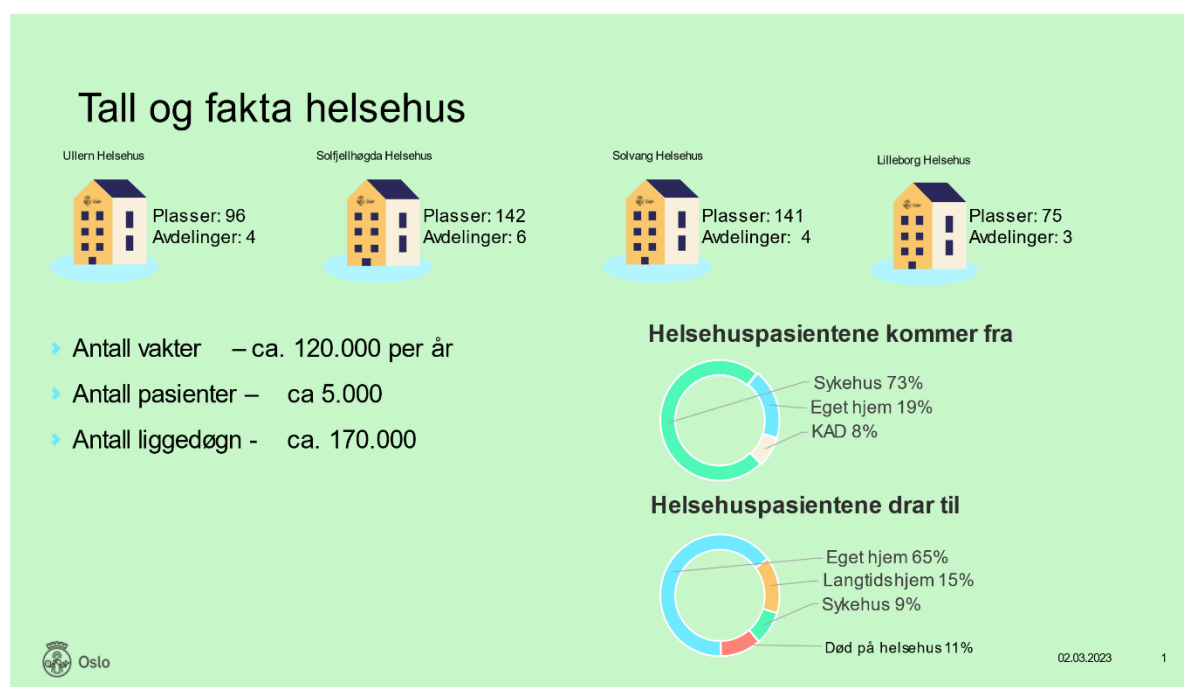 Tall og fakta helsehus
Ullern Helsehus
Plasser: 96
Avdelinger: 4
Solfjellhøgda Helsehus
Plasser: 142
Avdelinger: 6
Solvang Helsehus
Plasser: 141
Avdelinger: 4
Lilleborg Helsehus
Plasser: 75
Avdelinger: 3
Antall vakter – ca. 120.000 per år
Antall pasienter – ca 5.000
Antall liggedøgn - ca. 170.000
Helsehuspasientene kommer fra
Sykehus 73%
Eget hjem 19%
KAD 8%
Helsehuspasientene drar til
Eget hjem 65%
Langtidshjem 15%
Sykehus 9%
Død på helsehus 11%
Oslo
02.03.2023
1